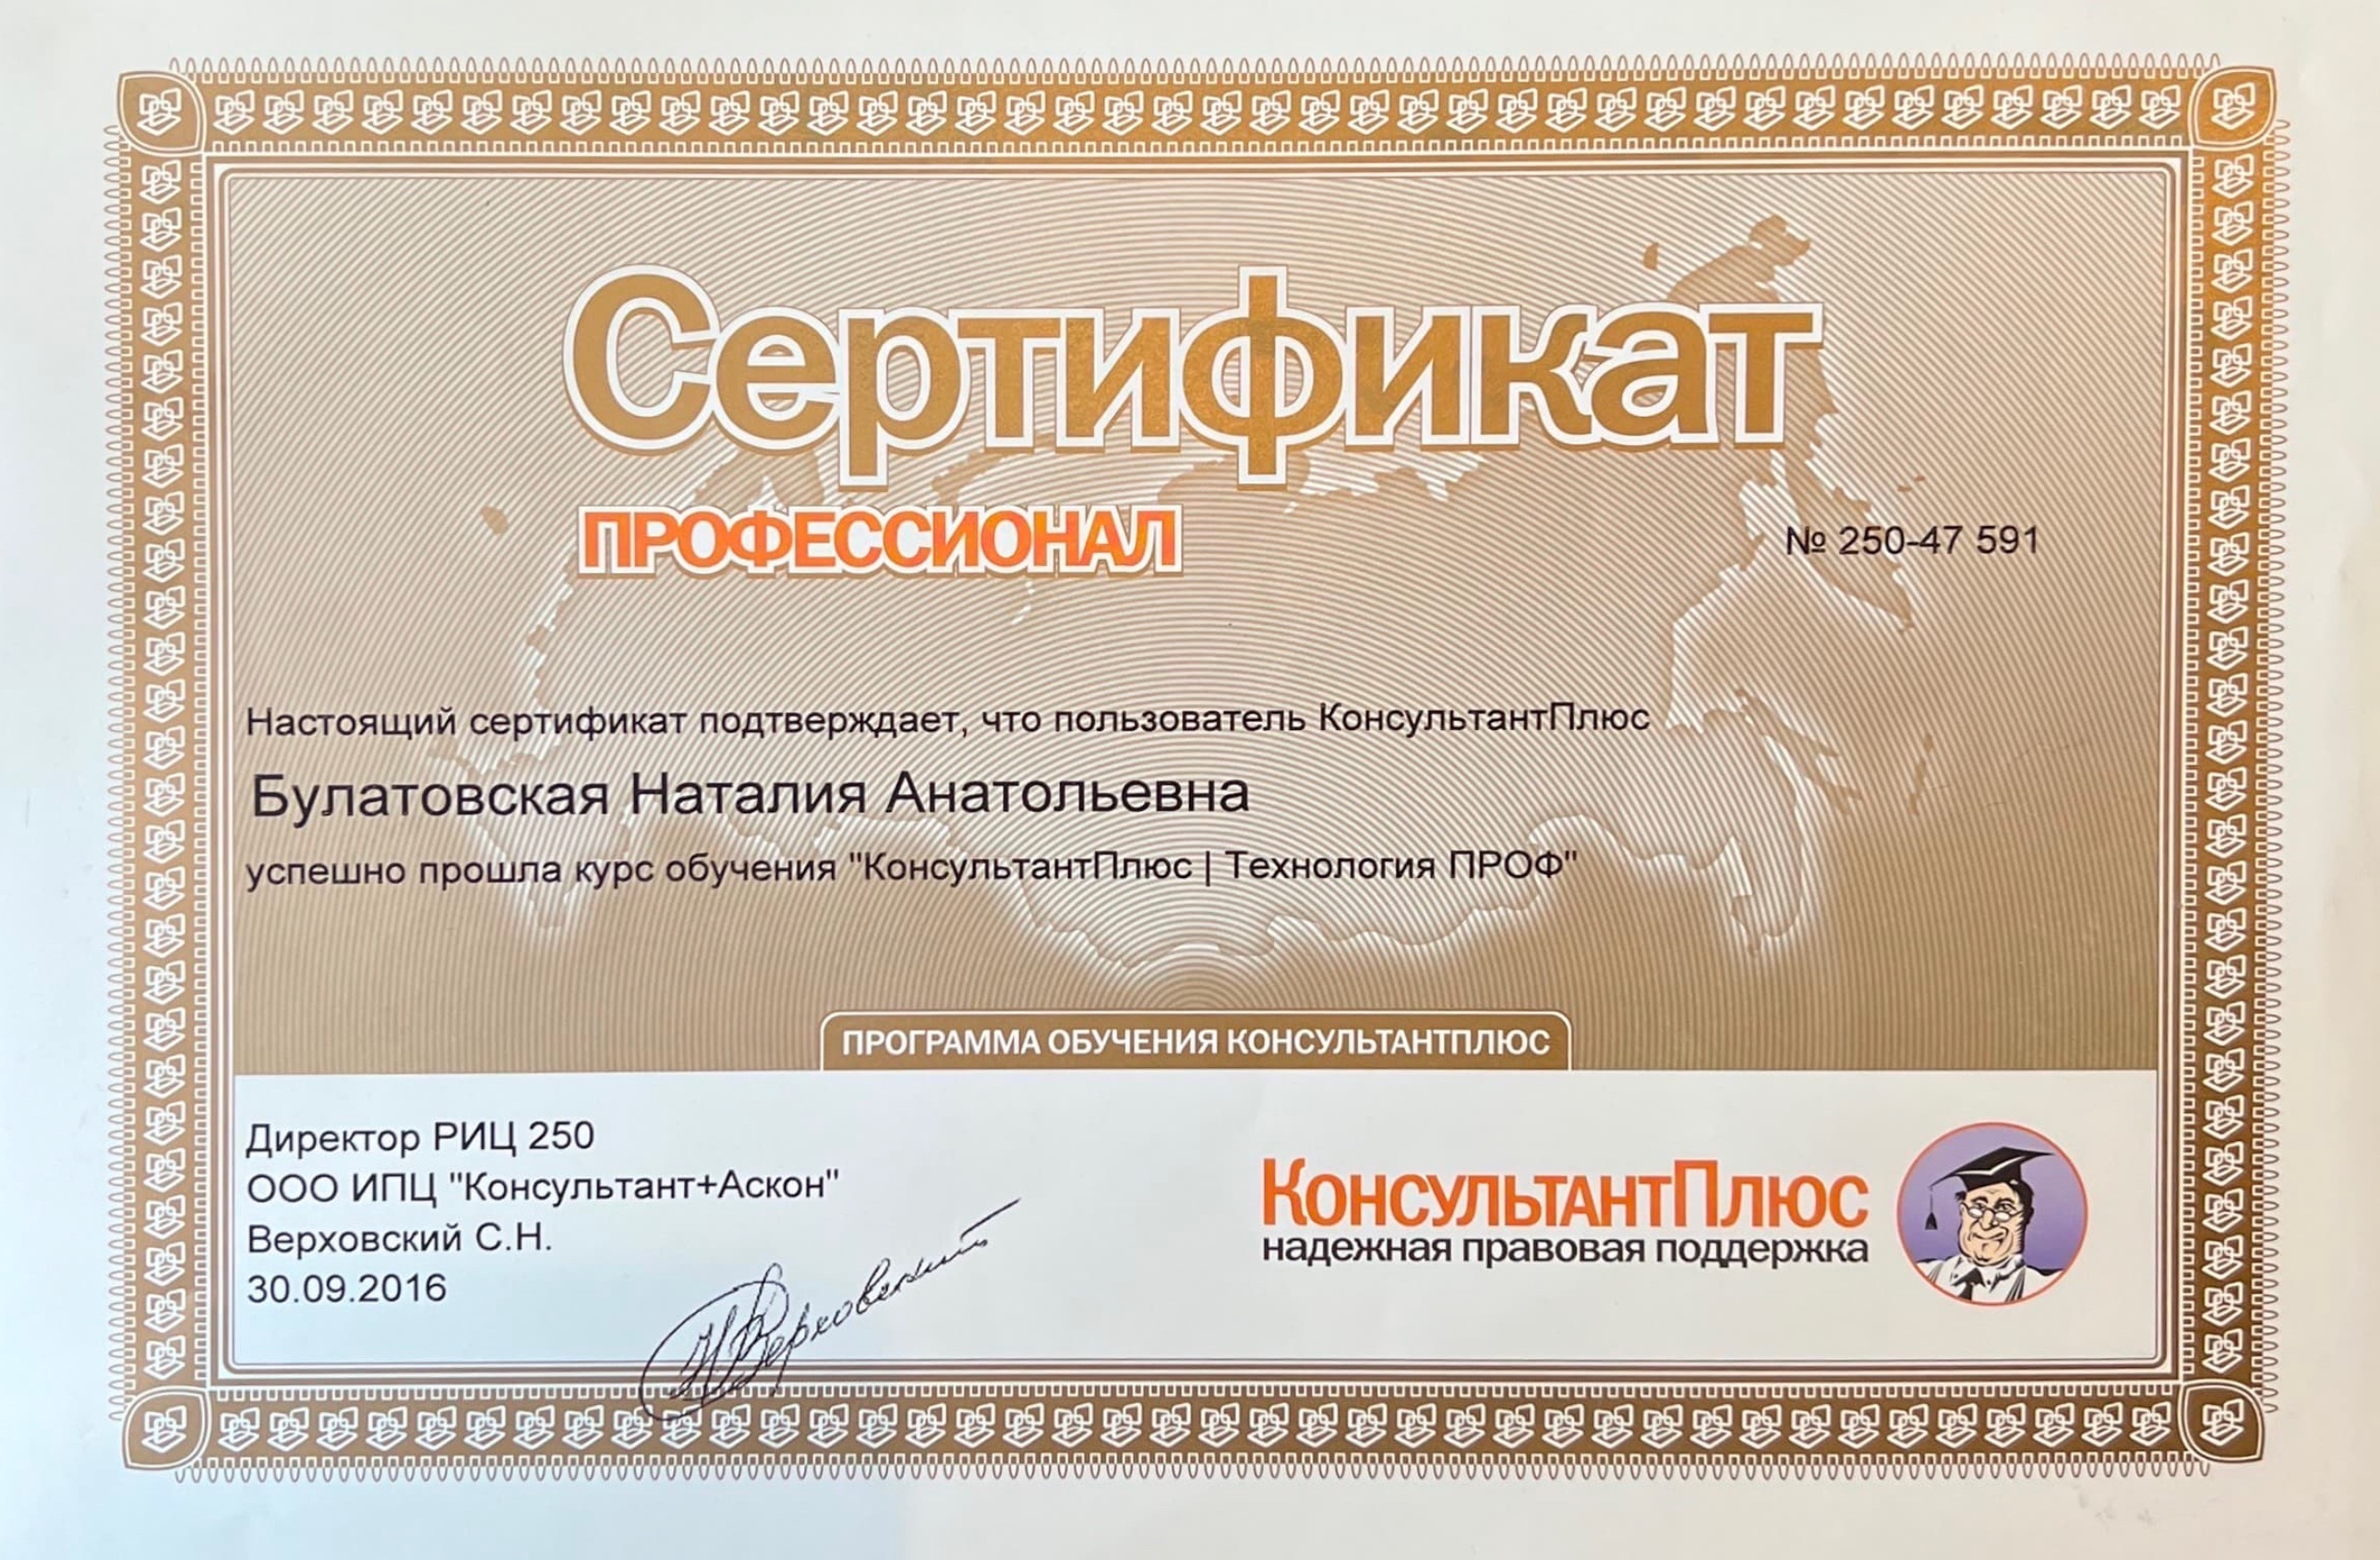 Сертификат
ПРОФЕССИОНАЛ
№ 250-47 591
Настоящий сертификат подтверждает, что пользователь КонсультантПлюс
Булатовская Наталия Анатольевна
успешно прошла курс обучения "КонсультантПлюс | Технология ПРОФ"
ПРОГРАММА ОБУЧЕНИЯ КОНСУЛЬТАНТПЛЮС
Директор РИЦ 250
ООО ИПЦ "Консультант+Аскон"
Верховский С.Н.
30.09.2016
Верховский
КонсультантПлюс
надежная правовая поддержка